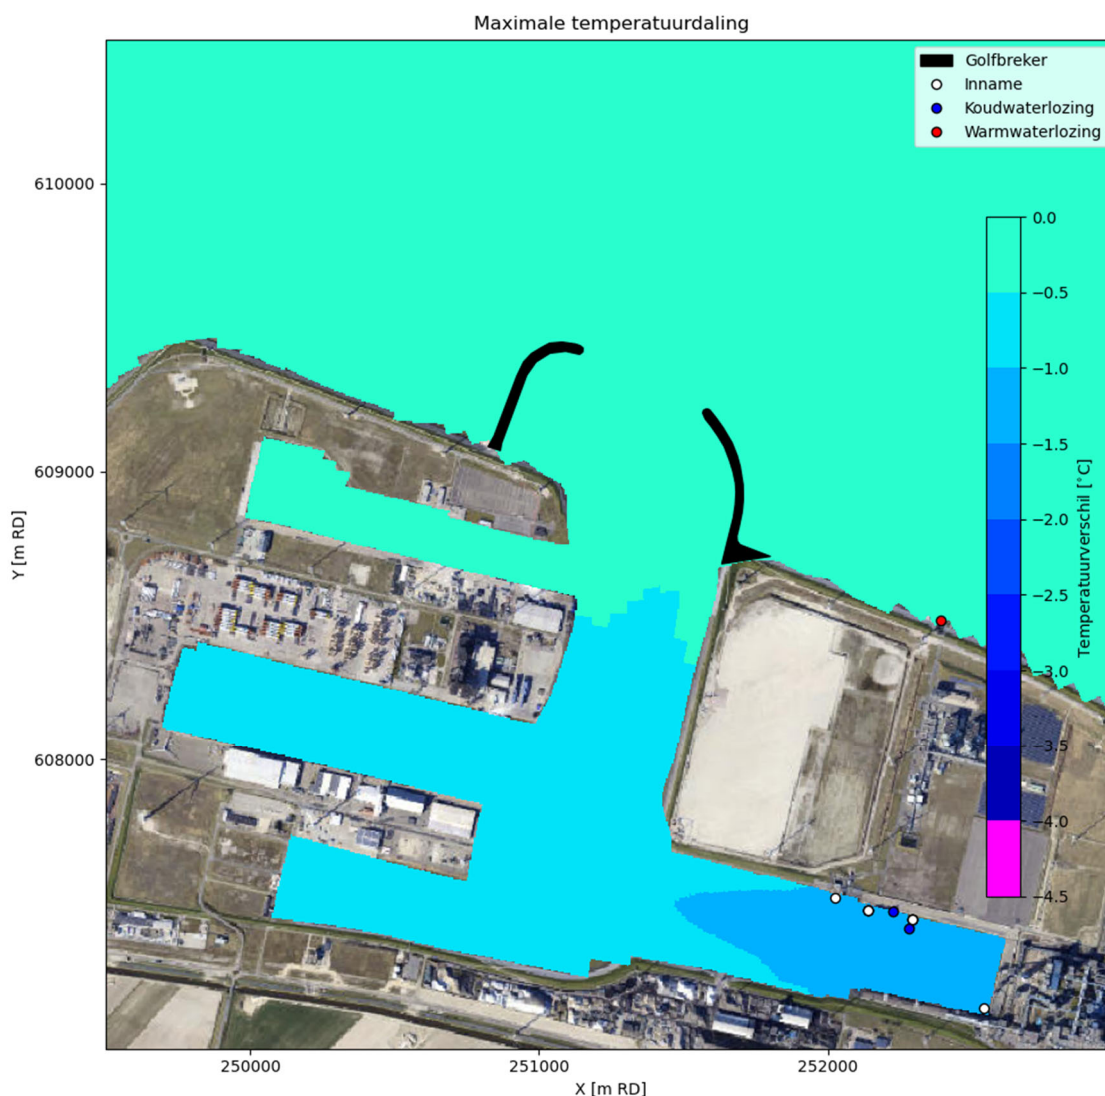 Maximale temperatuurdaling
Golfbreker
Inname
Koudwaterlozing
Warmwaterlozing
610000
609000
608000
Y [m RD]
0.0
−0.5
−1.0
−1.5
−2.0
−2.5
−3.0
−3.5
−4.0
−4.5
Temperatuurverschil [°C]
250000
251000
252000
X [m RD]